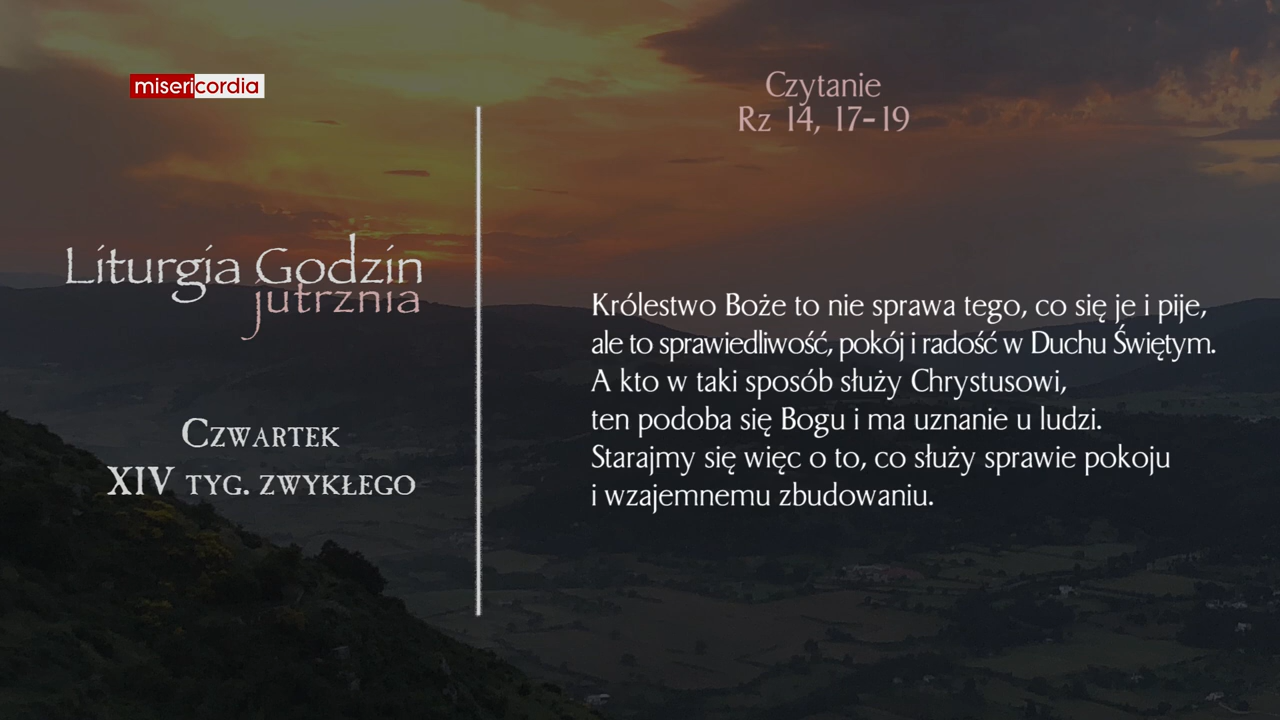 misericordia
Liturgia Godzin
jutrznia
Czwartek
XIV tyg. zwykłego
Czytanie
Rz 14, 17-19
Królestwo Boże to nie sprawa tego, co się je i pije,
ale to sprawiedliwość, pokój i radość w Duchu Świętym.
A kto w taki sposób służy Chrystusowi,
ten podoba się Bogu i ma uznanie u ludzi.
Starajmy się więc o to, co służy sprawie pokoju
i wzajemnemu zbudowaniu.